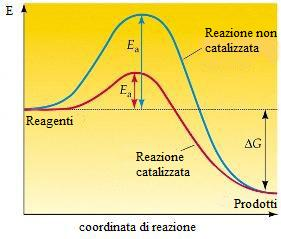 E
Reazione non
catalizzata
Ea
Ea
Reagenti
Reazione
catalizzata
ΔG
Prodotti
coordinata di reazione